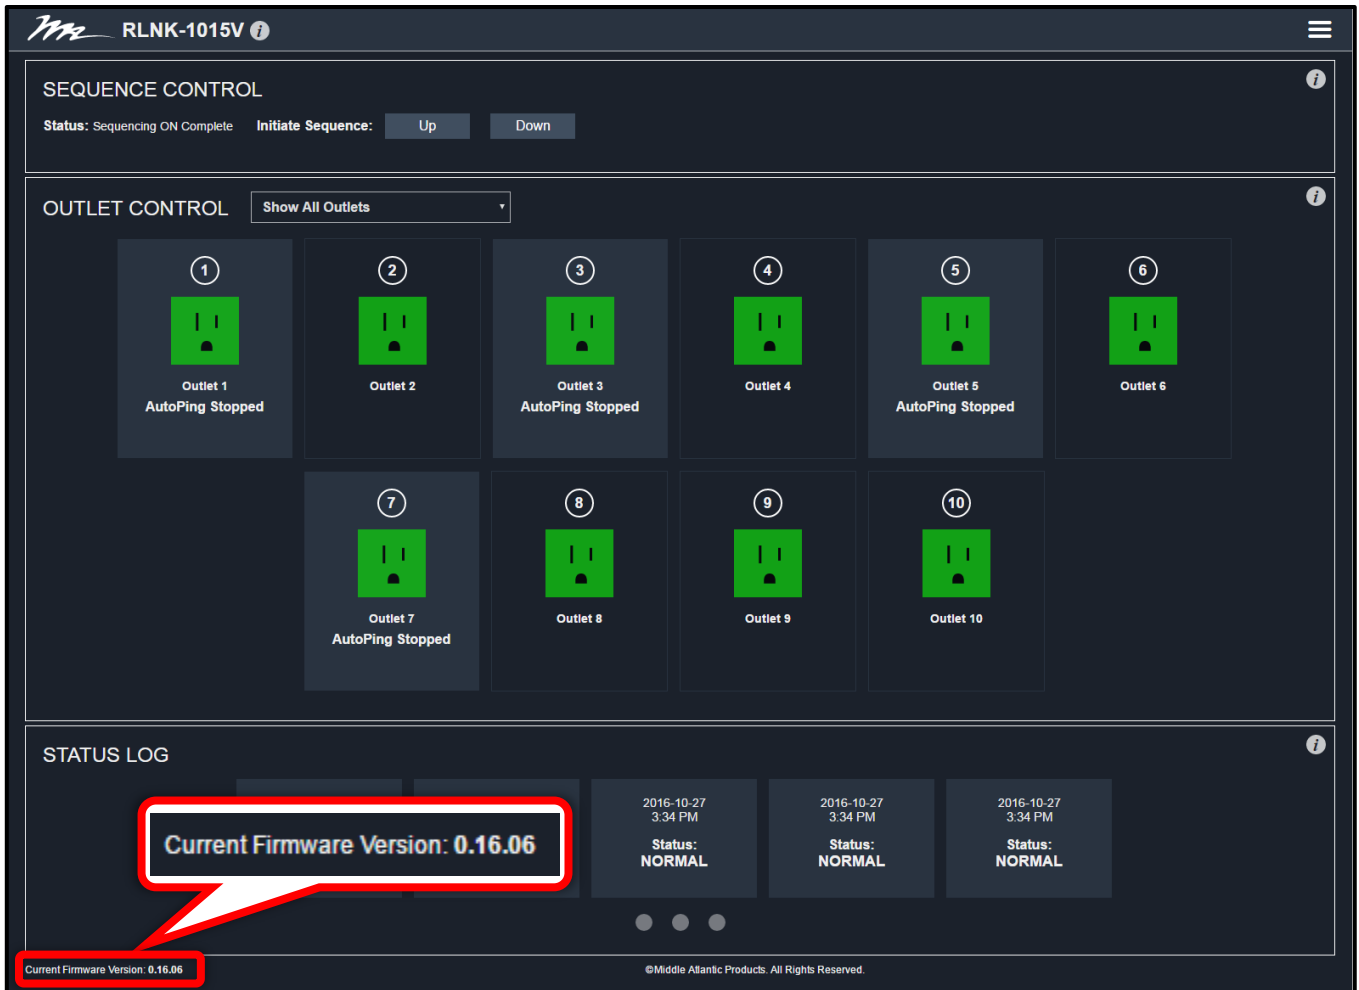 RLNK-1015V i
SEQUENCE CONTROL i
Status: Sequencing ON Complete Initiate Sequence: Up Down
OUTLET CONTROL Show All Outlets i
1 2 3 4 5 6
Outlet 1 Outlet 2 Outlet 3 Outlet 4 Outlet 5 Outlet 6
AutoPing Stopped AutoPing Stopped AutoPing Stopped
7 8 9 10
Outlet 7 Outlet 8 Outlet 9 Outlet 10
AutoPing Stopped
STATUS LOG i
2016-10-27 2016-10-27 2016-10-27
3:34 PM 3:34 PM 3:34 PM
Status: Status: Status:
NORMAL NORMAL NORMAL
Current Firmware Version: 0.16.06
Current Firmware Version: 0.16.06 ©Middle Atlantic Products. All Rights Reserved.